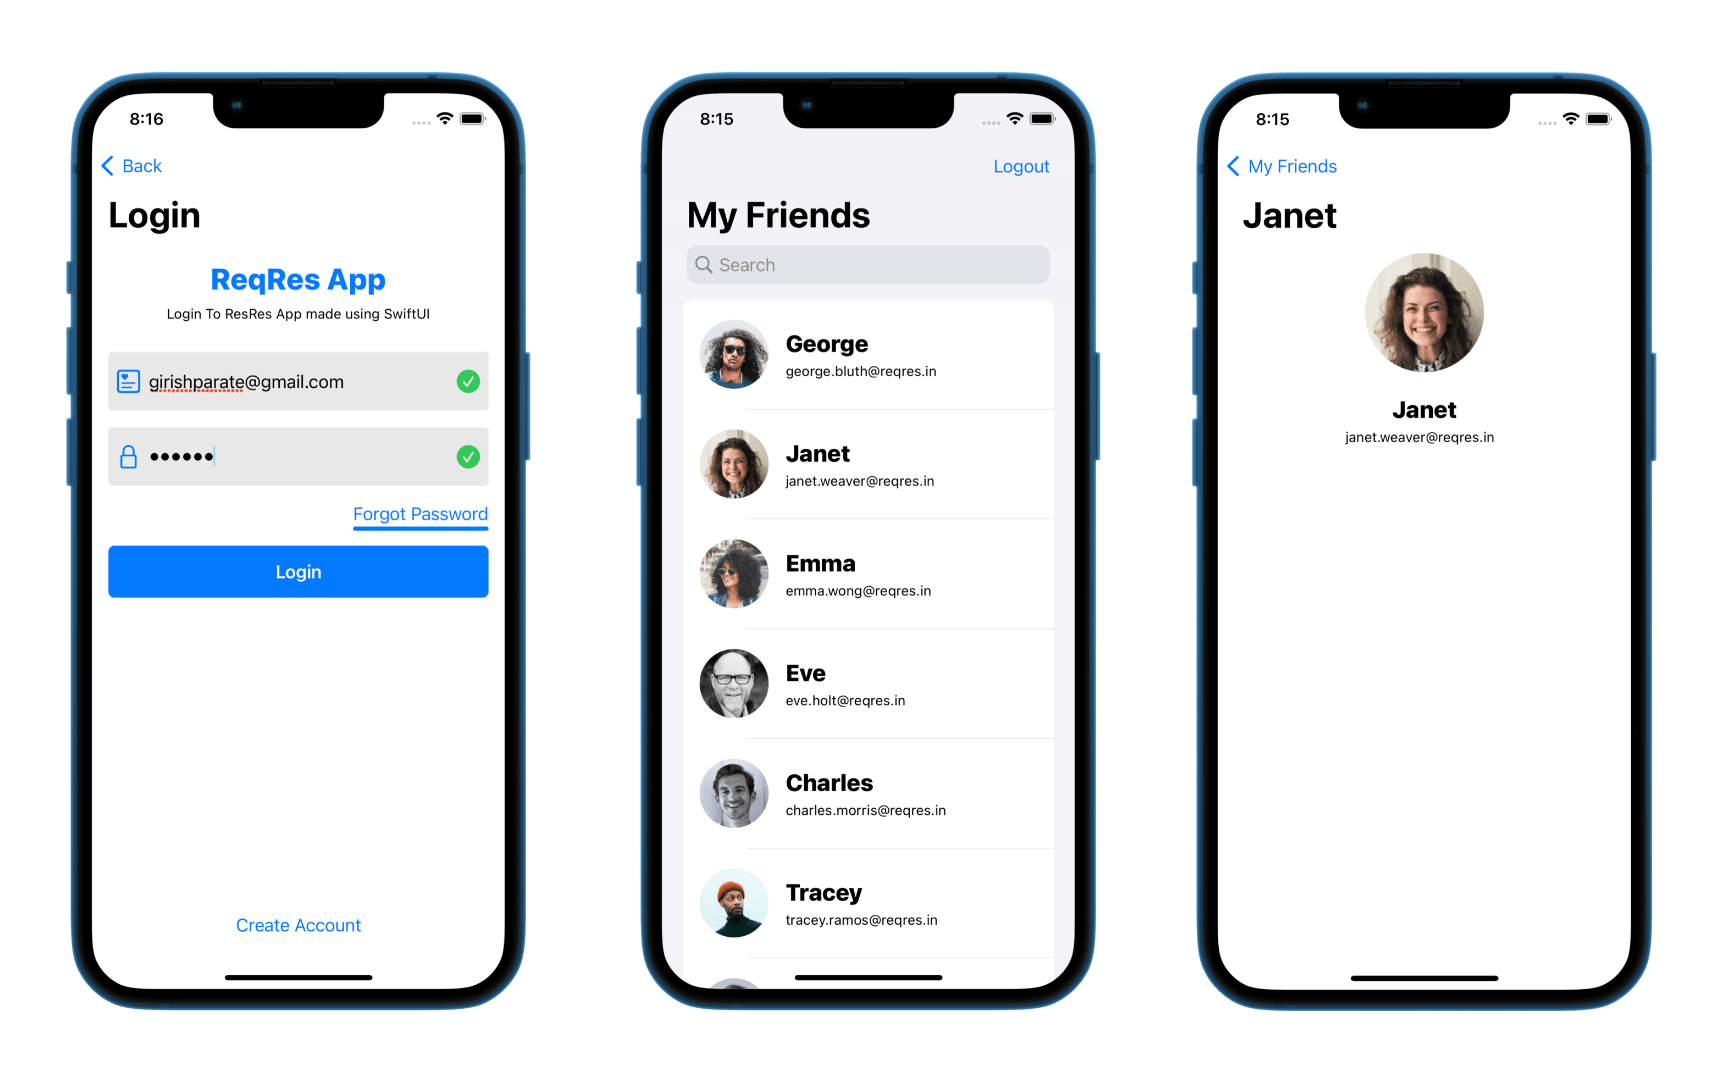 8:16
Back
Login
ReqRes App
Login To ResRes App made using SwiftUI
girishparate@gmail.com
••••••
Forgot Password
Login
Create Account
8:15
Logout
My Friends
Search
George
george.bluth@reqres.in
Janet
janet.weaver@reqres.in
Emma
emma.wong@reqres.in
Eve
eve.holt@reqres.in
Charles
charles.morris@reqres.in
Tracey
tracey.ramos@reqres.in
8:15
My Friends
Janet
Janet
janet.weaver@reqres.in